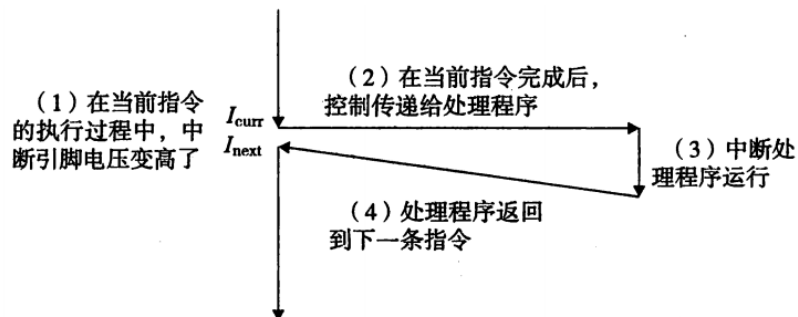 （1）在当前指令
的执行过程中，中
断引脚电压变高了
Icurr
Inext
（2）在当前指令完成后，
控制传递给处理程序
（3）中断处
理程序运行
（4）处理程序返回
到下一条指令